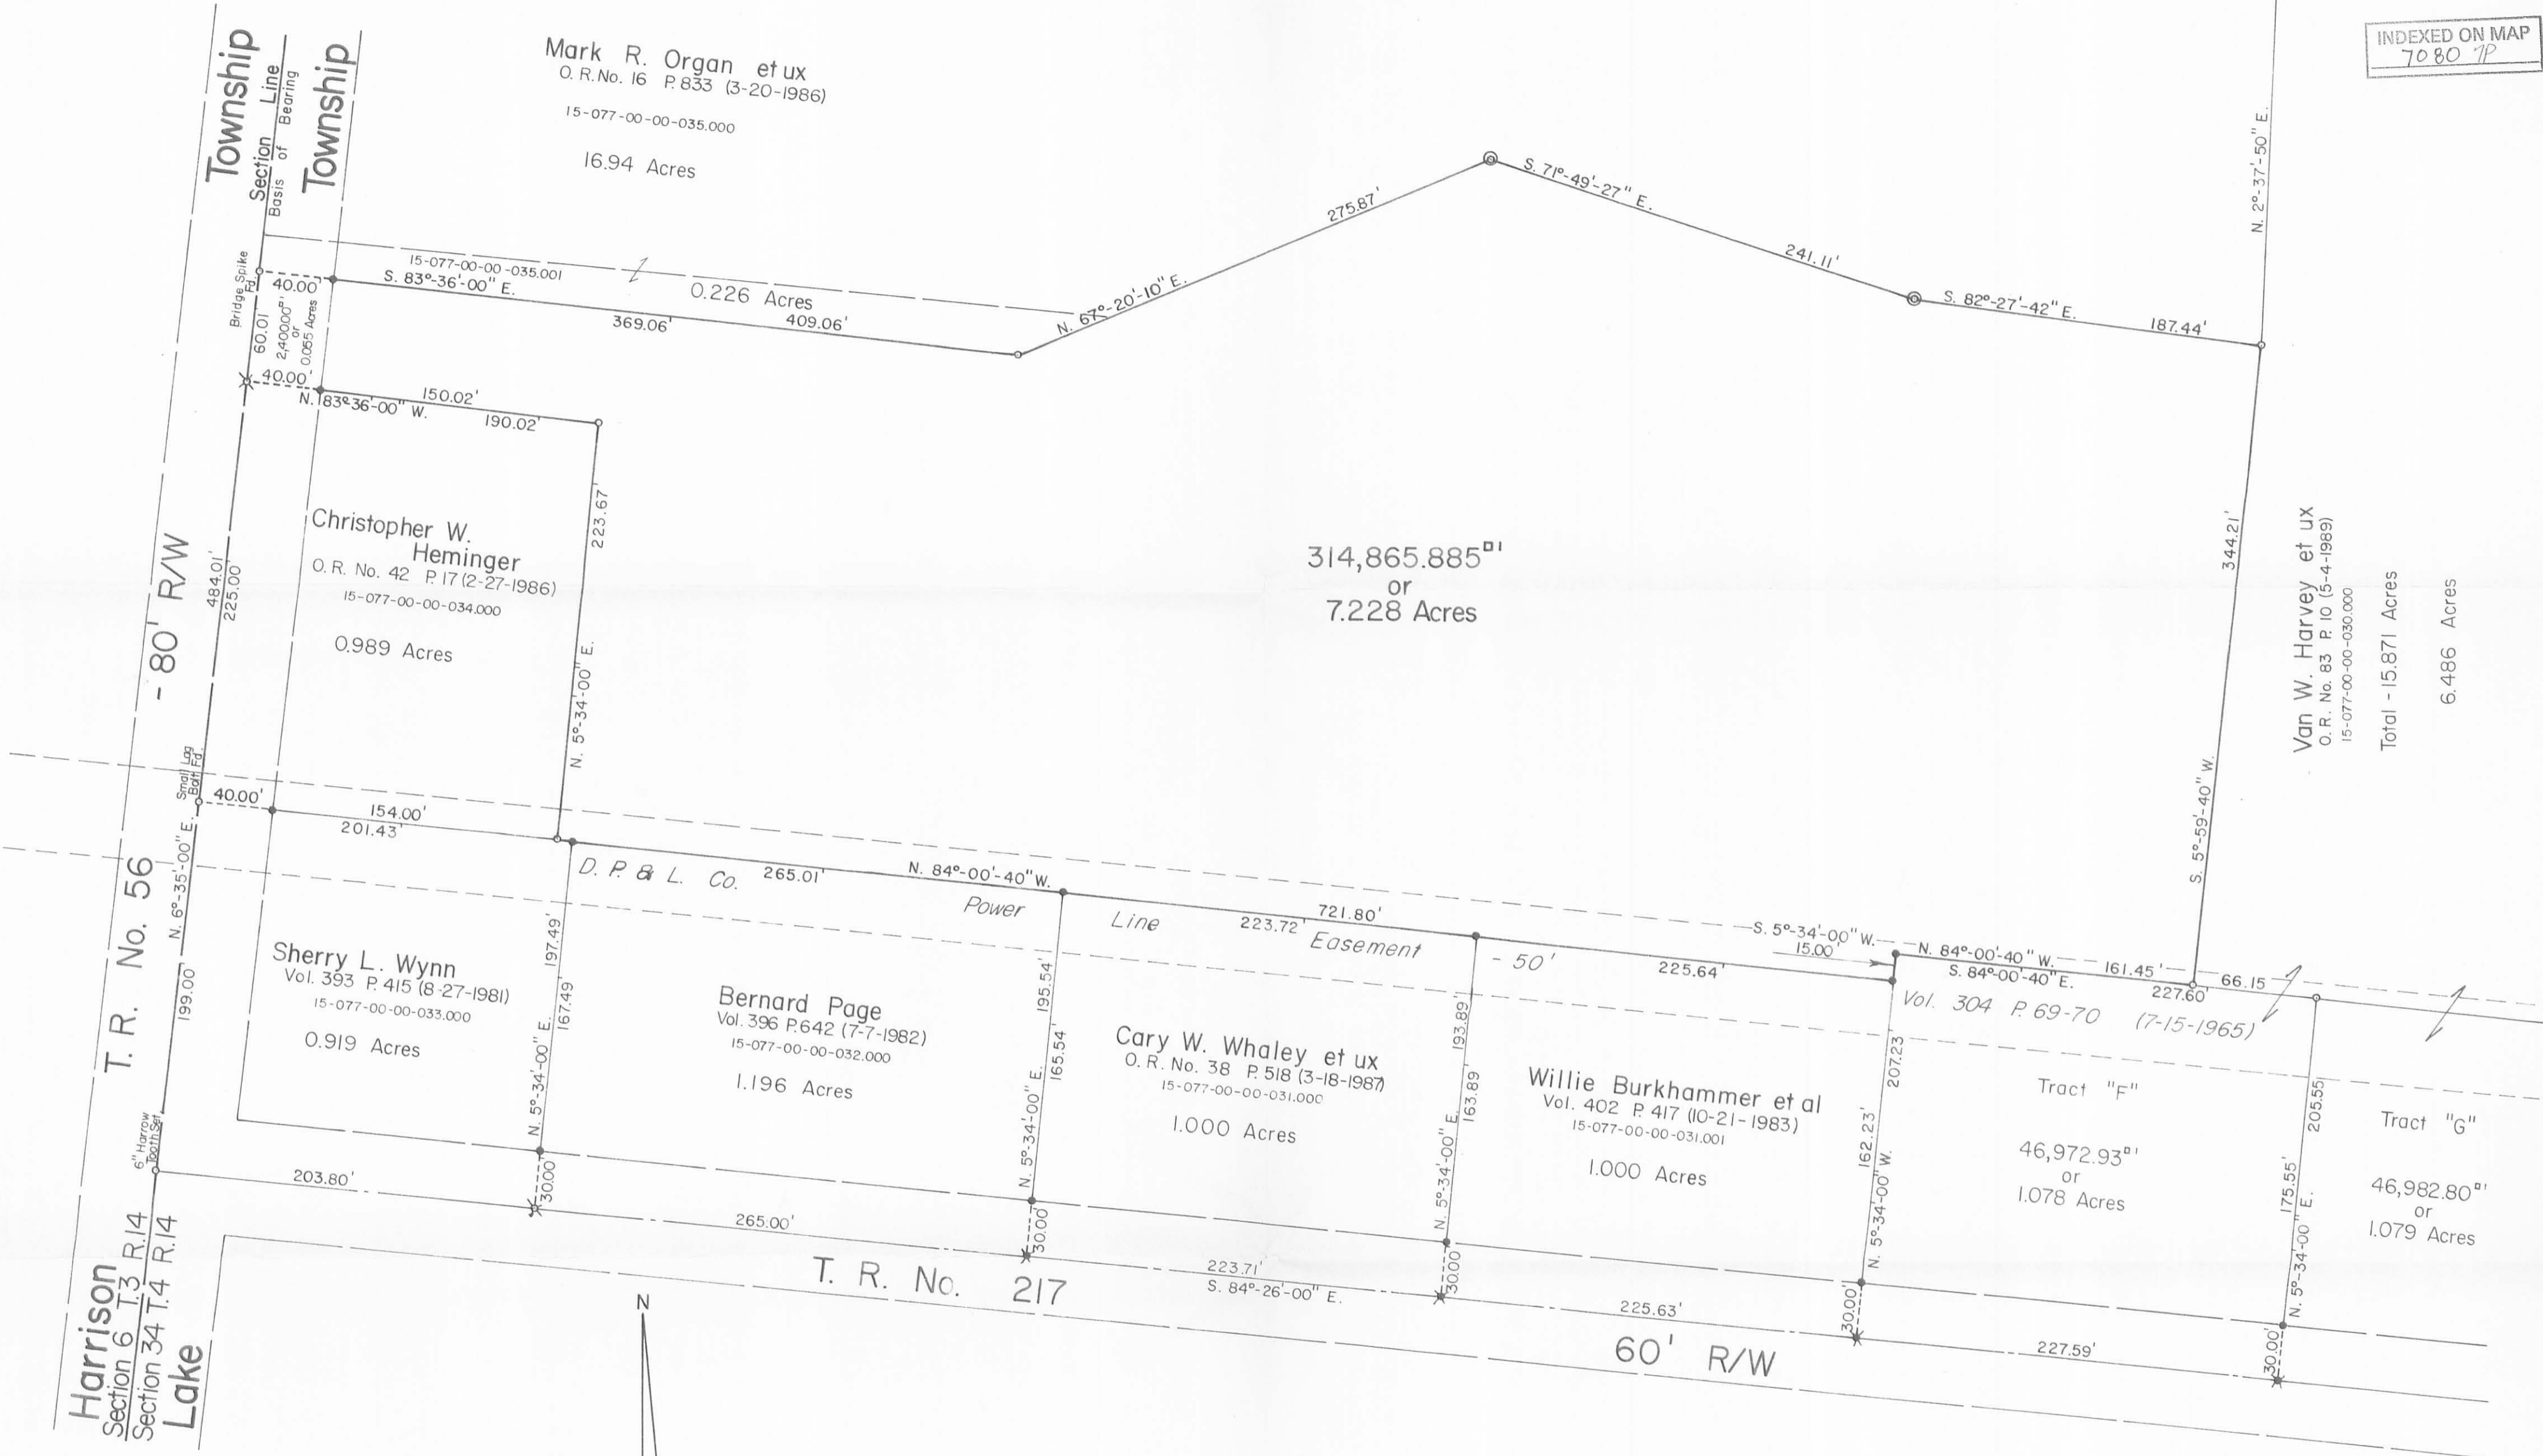 INDEXED ON MAP
7080
Township
Section Line
Basis of Bearing
Township
Mark R. Organ et ux
O. R. No. 16 P. 833 (3-20-1986)
15-077-00-00-035.000
16.94 Acres
15-077-00-00-035.001
S. 83°-36'-00" E.
0.226 Acres
369.06'
409.06'
N. 67°-20'-10" E.
275.87'
S. 71°-49'-27" E.
241.11'
S. 82°-27'-42" E.
187.44'
N. 2°-37'-50" E.
Bridge Spike
Fd.
40.00'
60.01'
2,400.00□'
or
0.055 Acres
40.00'
150.02'
N. 83°36'-00" W.
190.02'
Christopher W.
Heminger
O. R. No. 42 P. 17 (2-27-1986)
15-077-00-00-034.000
0.989 Acres
223.67'
N. 5°-34'-00" E.
484.01'
225.00'
- 80' R/W
314,865.885□'
or
7.228 Acres
344.21'
S. 5°-59'-40" W.
Van W. Harvey et ux
O. R. No. 83 P. 10 (5-4-1989)
15-077-00-00-030.000
Total - 15.871 Acres
6.486 Acres
Small Lag
Bolt Fd.
40.00'
154.00'
201.43'
D. P. & L. Co.
265.01'
N. 84°-00'-40" W.
Power Line Easement - 50'
223.72'
721.80'
225.64'
S. 5°-34'-00" W.
15.00'
N. 84°-00'-40" W.
161.45'
66.15
S. 84°-00'-40" E.
227.60'
Vol. 304 P. 69-70 (7-15-1965)
T. R. No. 56
N. 6°-35'-00" E.
199.00'
Sherry L. Wynn
Vol. 393 P. 415 (8-27-1981)
15-077-00-00-033.000
0.919 Acres
197.49'
167.49'
N. 5°-34'-00" E.
Bernard Page
Vol. 396 P. 642 (7-7-1982)
15-077-00-00-032.000
1.196 Acres
195.54'
165.54'
N. 5°-34'-00" E.
Cary W. Whaley et ux
O. R. No. 38 P. 518 (3-18-1987)
15-077-00-00-031.000
1.000 Acres
193.89'
163.89'
N. 5°-34'-00" E.
Willie Burkhammer et al
Vol. 402 P. 417 (10-21-1983)
15-077-00-00-031.001
1.000 Acres
207.23'
162.23'
N. 5°-34'-00" W.
Tract "F"
46,972.93□'
or
1.078 Acres
205.55'
175.55'
N. 5°-34'-00" E.
Tract "G"
46,982.80□'
or
1.079 Acres
6" Harrow
Tooth Set
203.80'
30.00'
265.00'
30.00'
223.71'
S. 84°-26'-00" E.
30.00'
225.63'
30.00'
227.59'
30.00'
T. R. No. 217
60' R/W
Harrison
Section 6 T.3 R.14
Section 34 T.4 R.14
Lake
N